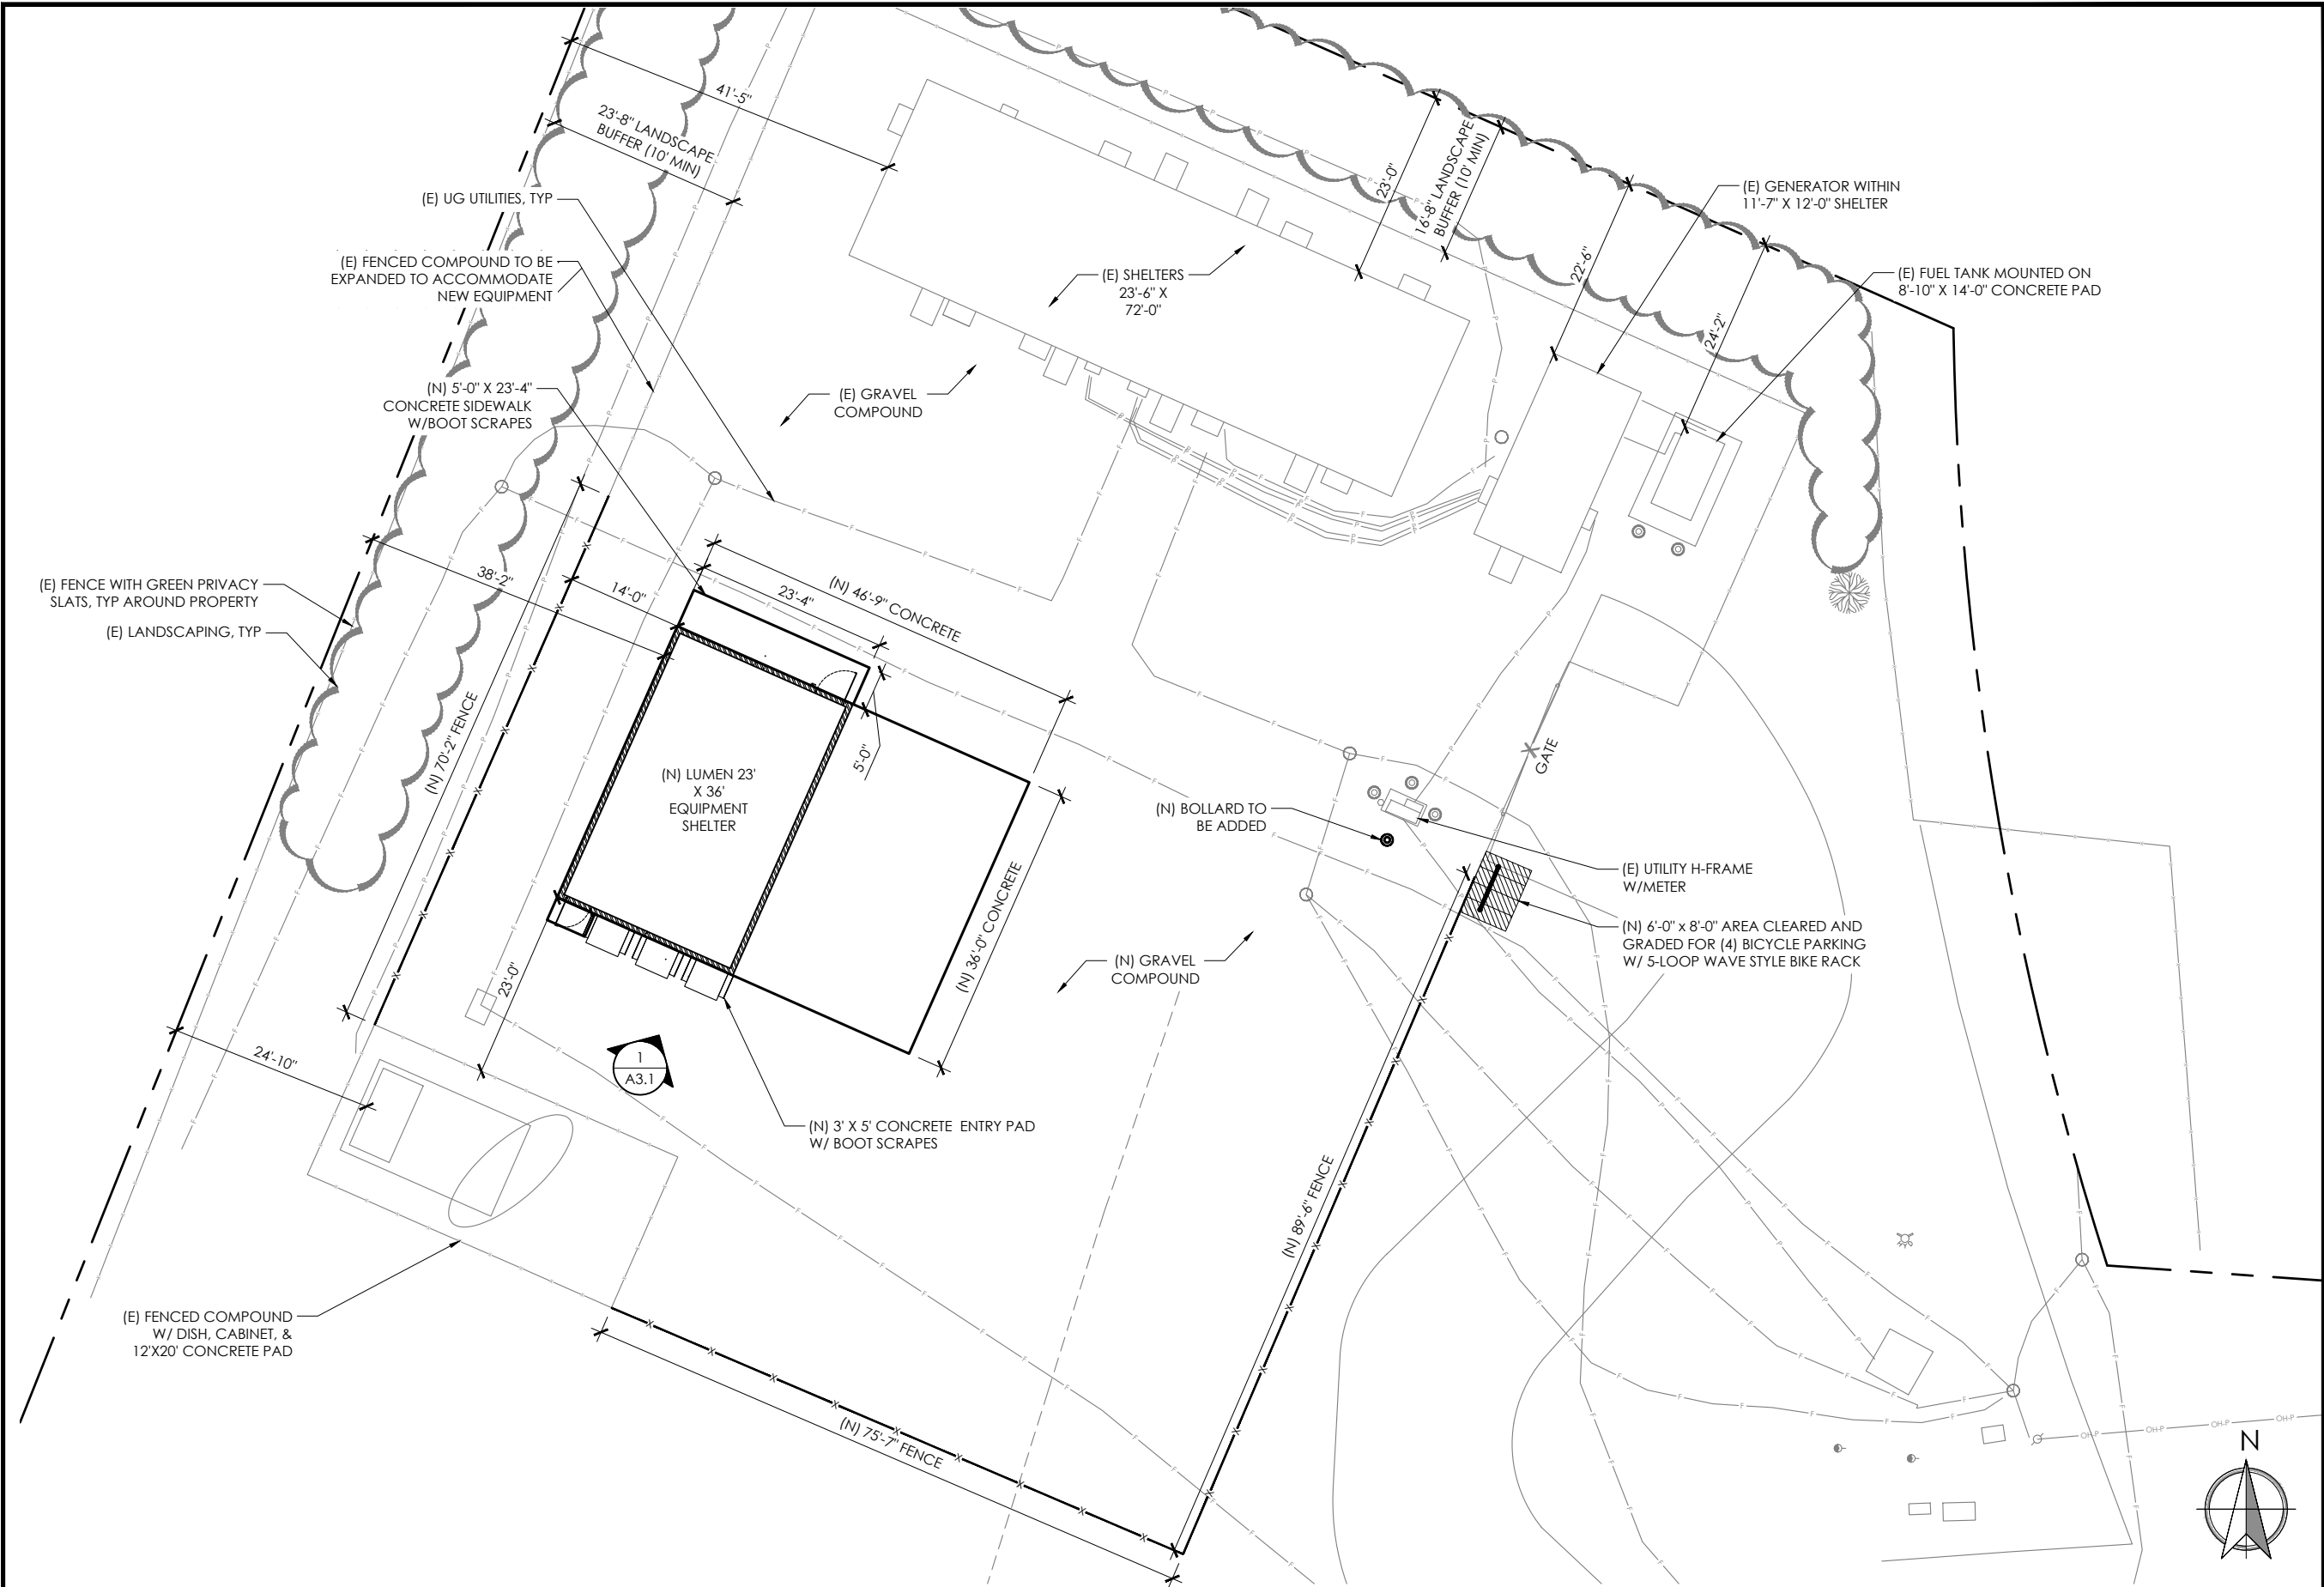 41'-5"
23'-8" LANDSCAPE
BUFFER (10' MIN)
(E) UG UTILITIES, TYP
(E) FENCED COMPOUND TO BE
EXPANDED TO ACCOMMODATE
NEW EQUIPMENT
(N) 5'-0" X 23'-4"
CONCRETE SIDEWALK
W/BOOT SCRAPES
(E) SHELTERS
23'-6" X
72'-0"
(E) GRAVEL
COMPOUND
23'-0"
16'-8" LANDSCAPE
BUFFER (10' MIN)
22'-6"
24'-2"
(E) GENERATOR WITHIN
11'-7" X 12'-0" SHELTER
(E) FUEL TANK MOUNTED ON
8'-10" X 14'-0" CONCRETE PAD
(E) FENCE WITH GREEN PRIVACY
SLATS, TYP AROUND PROPERTY
(E) LANDSCAPING, TYP
38'-2"
14'-0"
23'-4"
(N) 46'-9" CONCRETE
(N) 70'-2" FENCE
5'-0"
(N) LUMEN 23'
X 36'
EQUIPMENT
SHELTER
(N) 36'-0" CONCRETE
23'-0"
GATE
(N) BOLLARD TO
BE ADDED
(E) UTILITY H-FRAME
W/METER
(N) 6'-0" x 8'-0" AREA CLEARED AND
GRADED FOR (4) BICYCLE PARKING
W/ 5-LOOP WAVE STYLE BIKE RACK
(N) GRAVEL
COMPOUND
24'-10"
1
A3.1
(N) 3' X 5' CONCRETE ENTRY PAD
W/ BOOT SCRAPES
(N) 89'-6" FENCE
(E) FENCED COMPOUND
W/ DISH, CABINET, &
12'X20' CONCRETE PAD
(N) 75'-7" FENCE
OH-P
OH-P
OH-P
OH-P
N